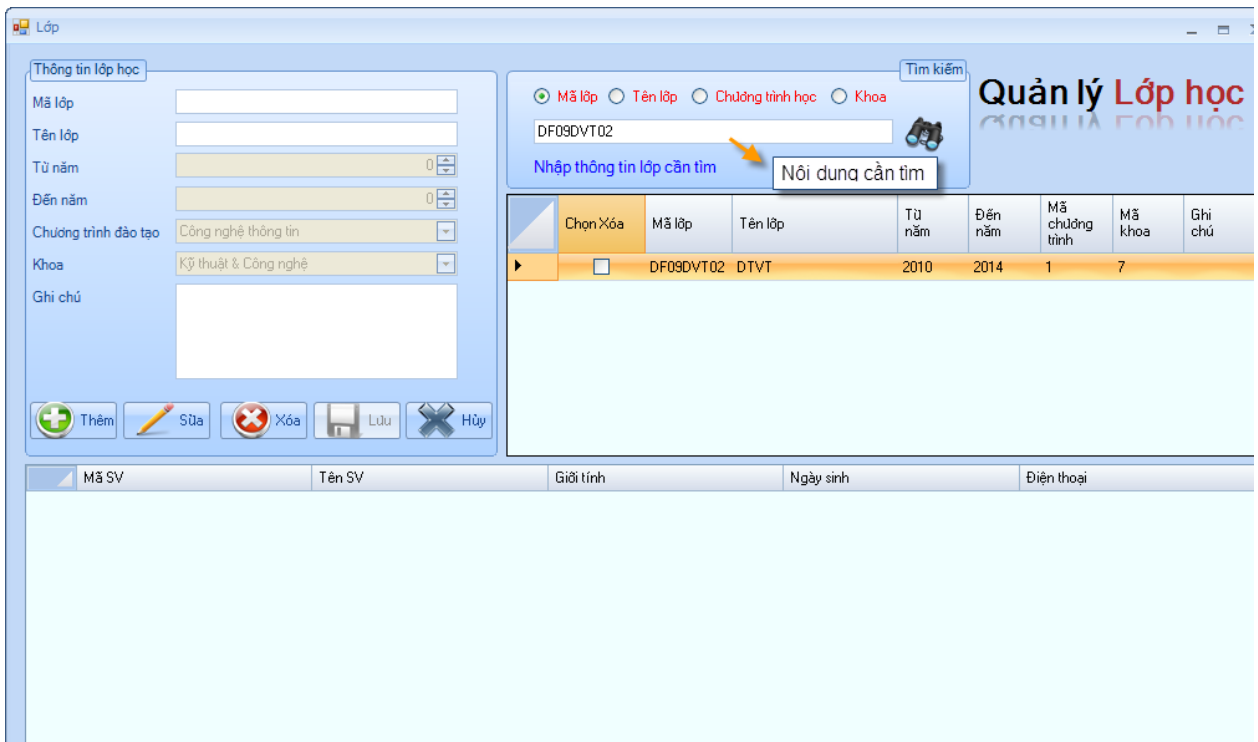 Lớp
Thông tin lớp học
Mã lớp
Tên lớp
Từ năm 0
Đến năm 0
Chương trình đào tạo Công nghệ thông tin
Khoa Kỹ thuật & Công nghệ
Ghi chú
Thêm Sửa Xóa Lưu Hủy
Tìm kiếm
Mã lớp Tên lớp Chương trình học Khoa
DF09DVT02
Nhập thông tin lớp cần tìm
Nội dung cần tìm
Quản lý Lớp học
Chọn Xóa Mã lớp Tên lớp Từ năm Đến năm Mã chương trình Mã khoa Ghi chú
DF09DVT02 DTVT 2010 2014 1 7
Mã SV Tên SV Giới tính Ngày sinh Điện thoại